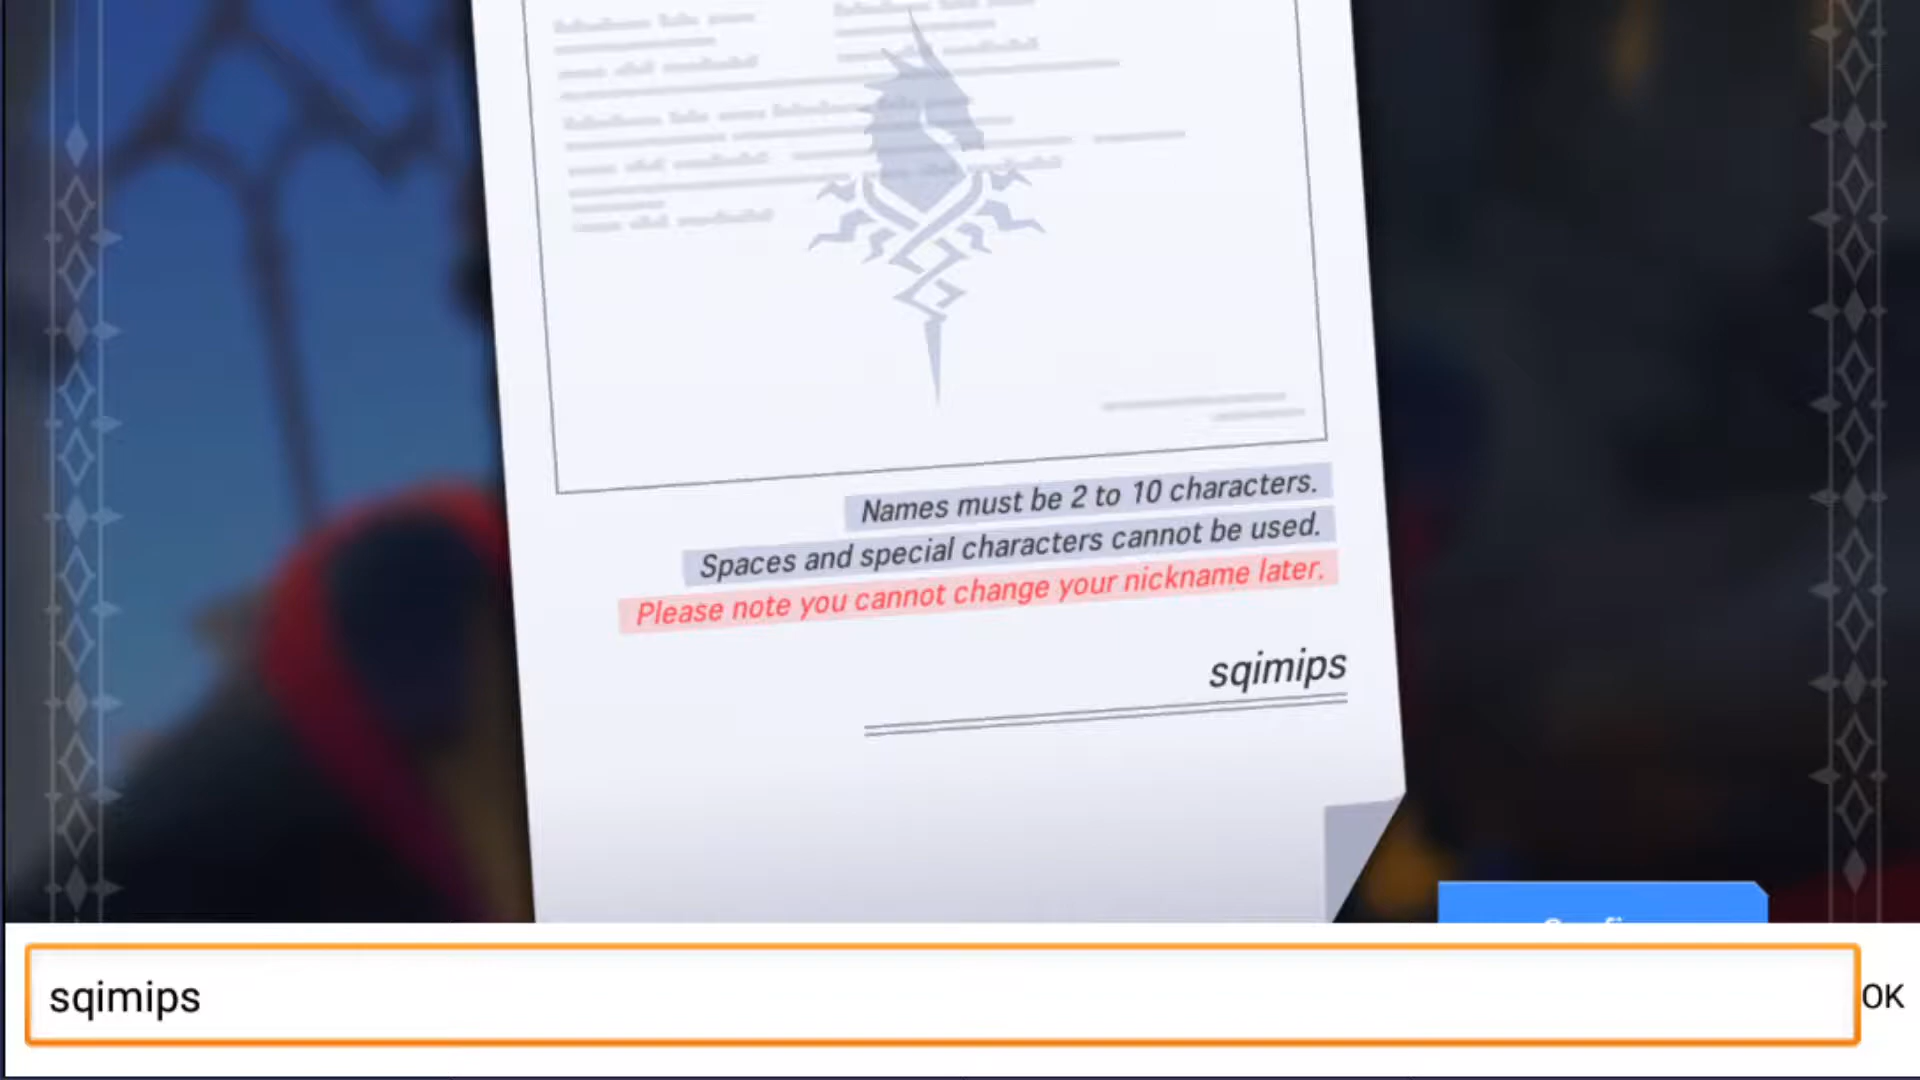 Names must be 2 to 10 characters.
Spaces and special characters cannot be used.
Please note you cannot change your nickname later.
sqimips
sqimips
OK